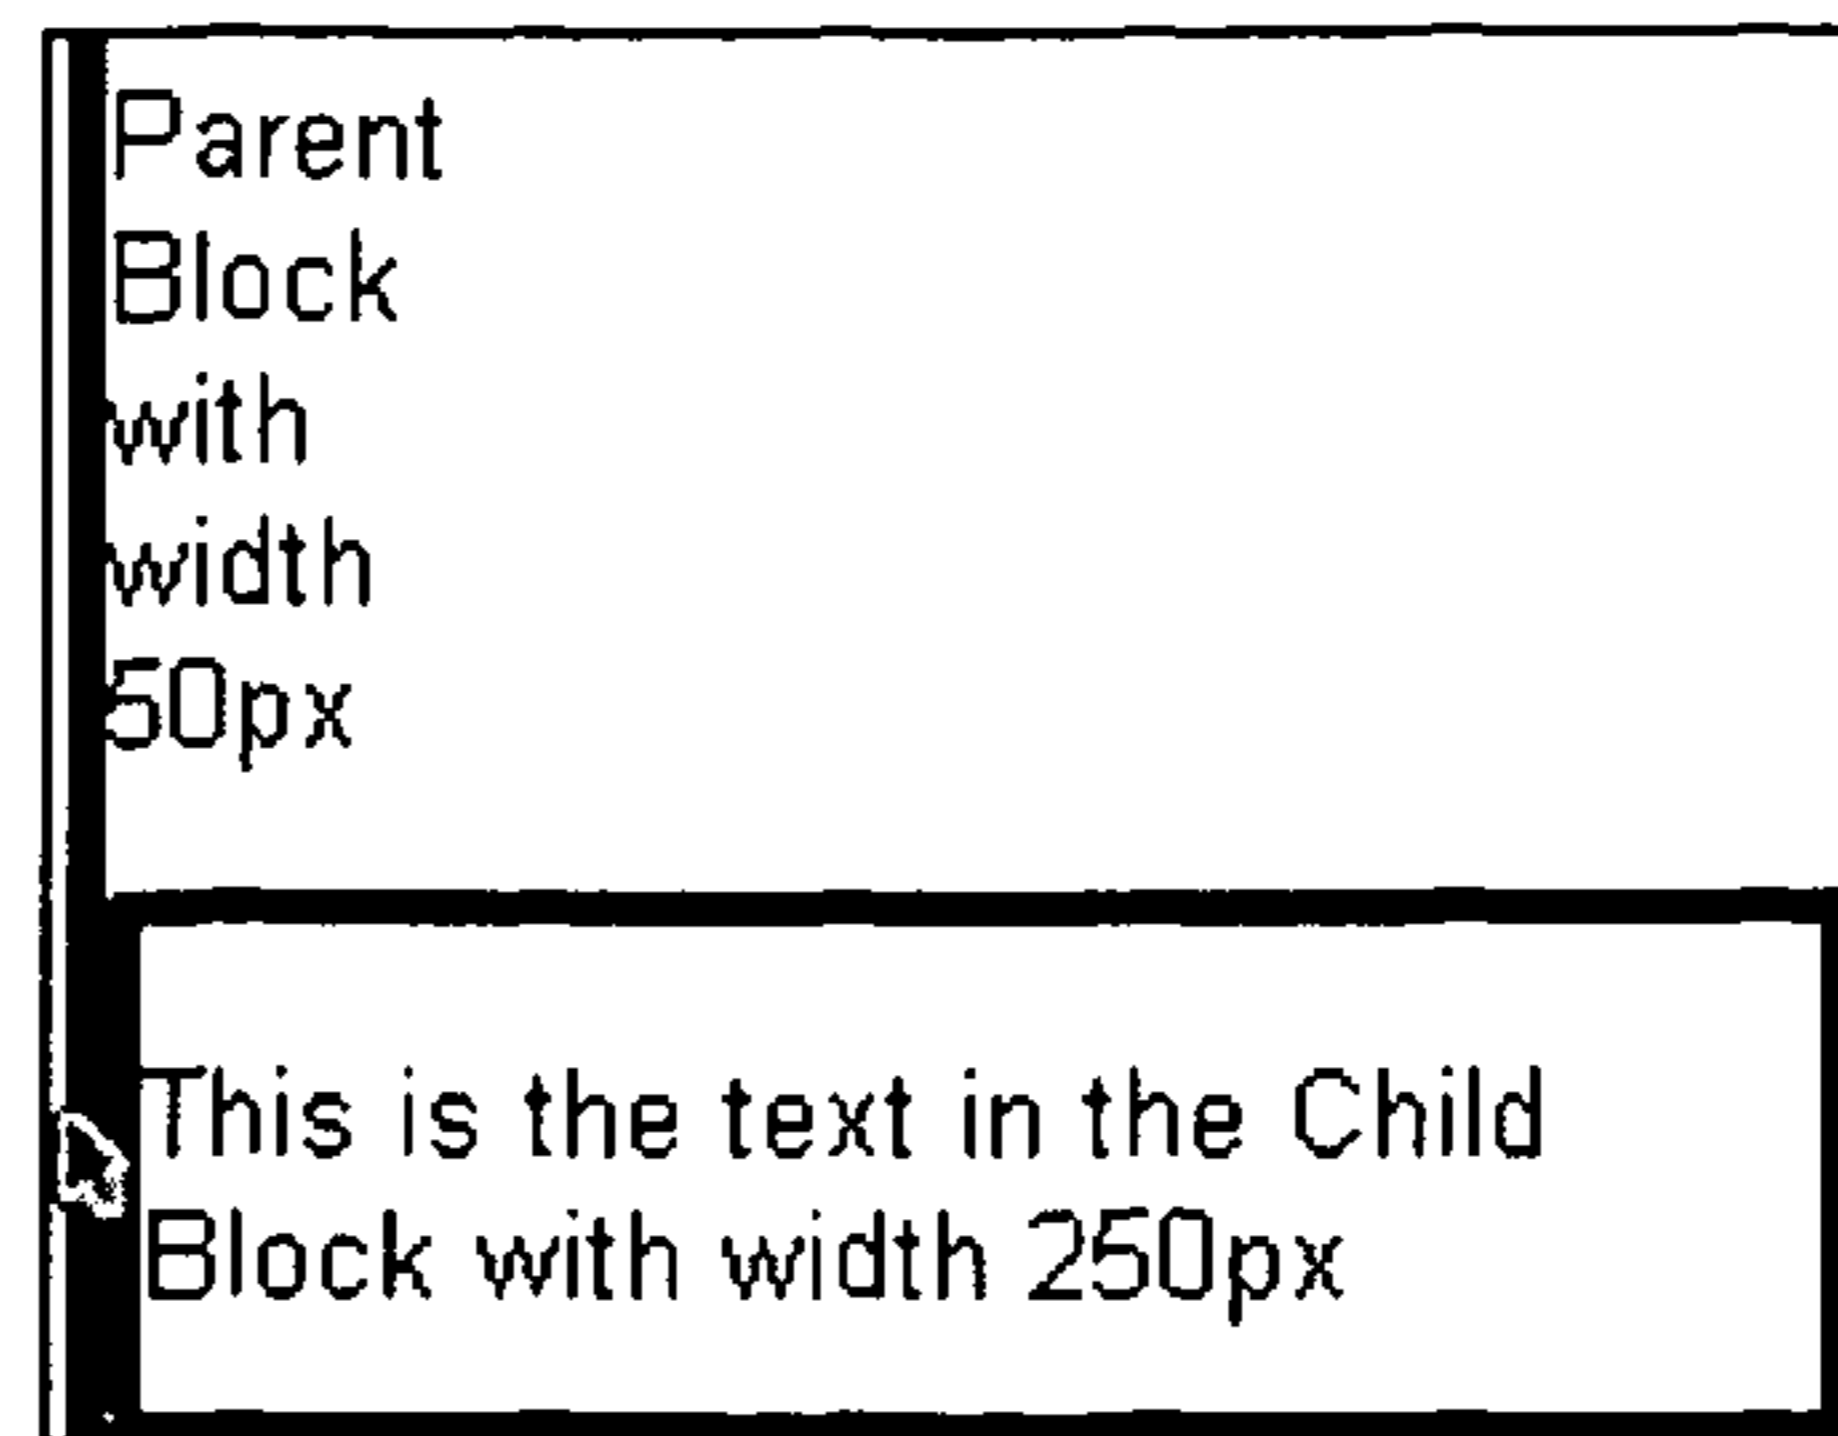 Parent
Block
with
width
50px
This is the text in the Child
Block with width 250px